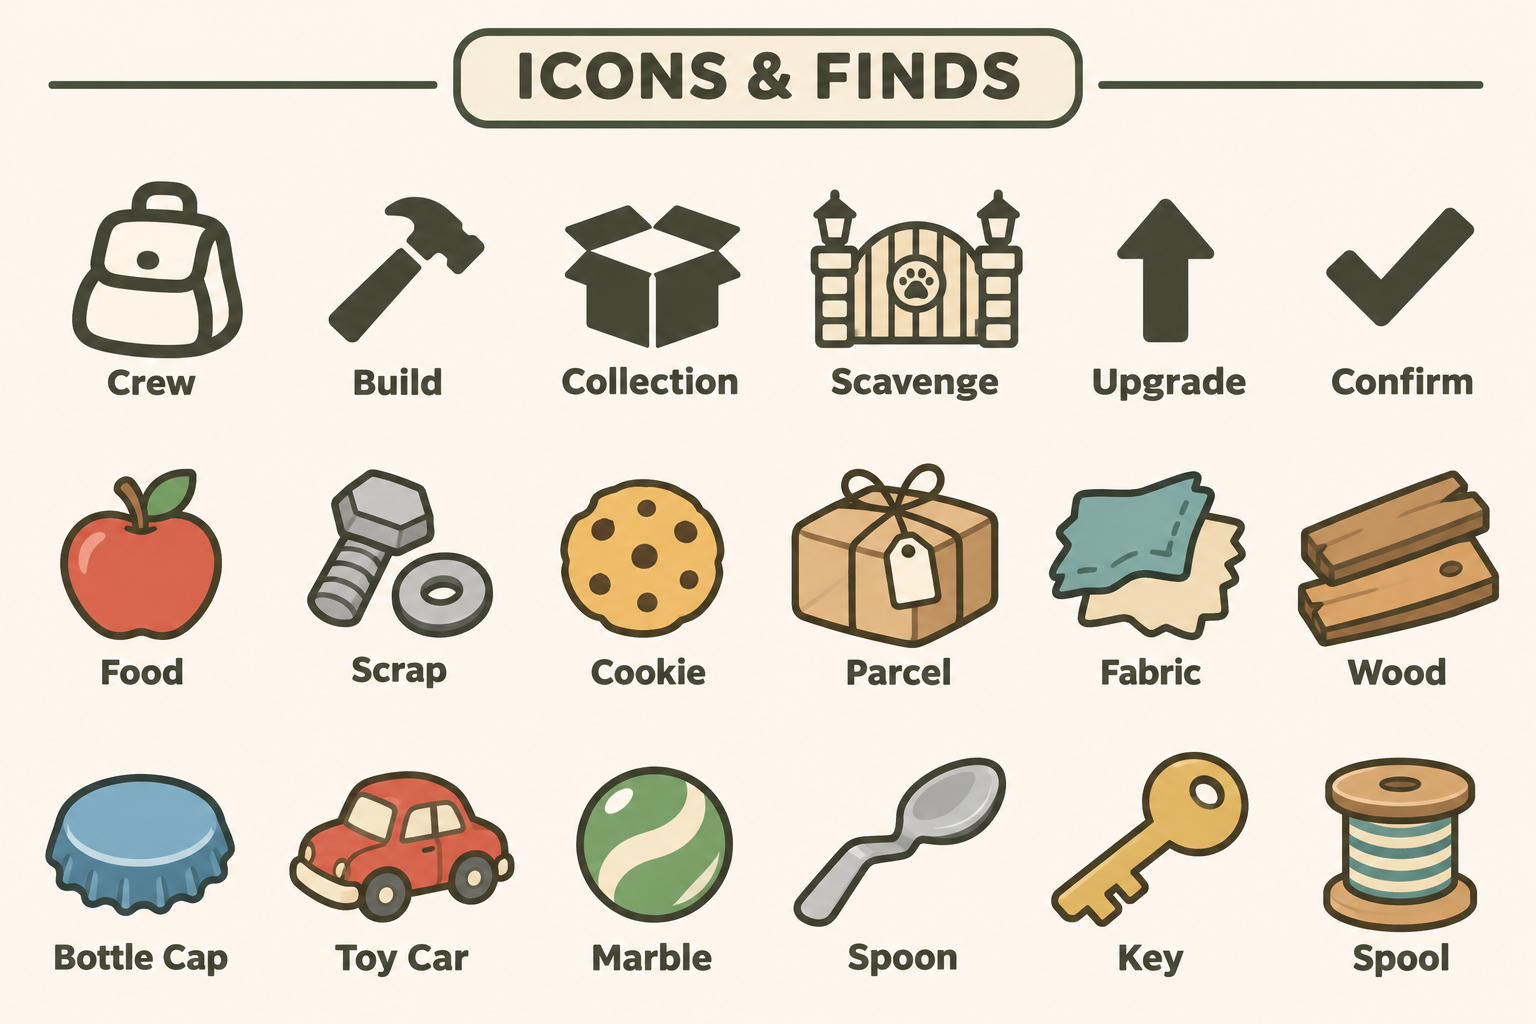 ICONS & FINDS
Crew
Build
Collection
Scavenge
Upgrade
Confirm
Food
Scrap
Cookie
Parcel
Fabric
Wood
Bottle Cap
Toy Car
Marble
Spoon
Key
Spool